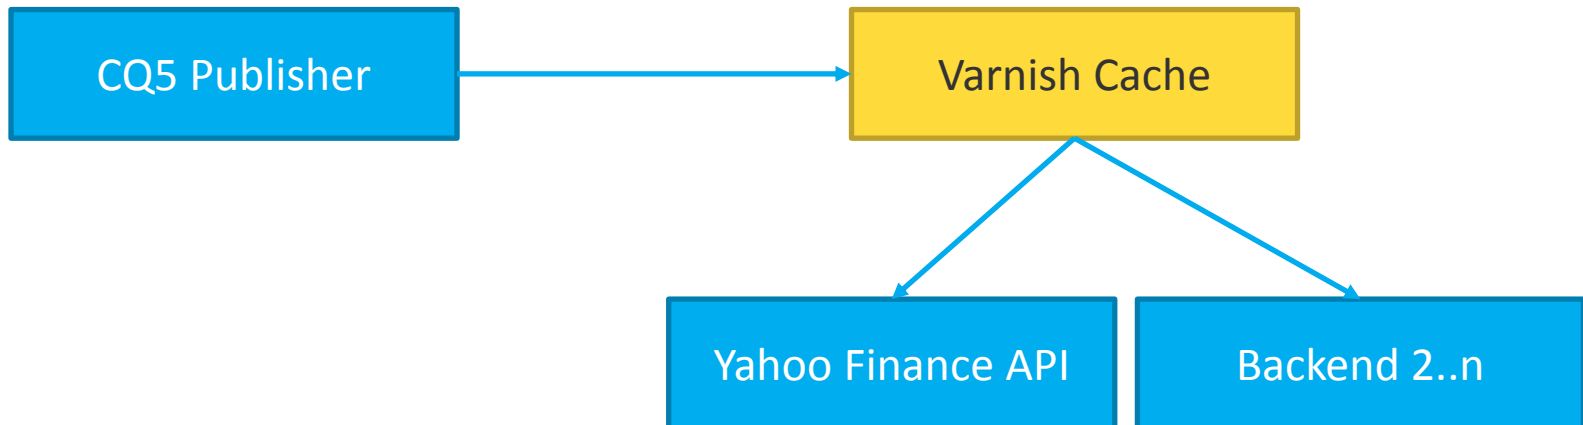 CQ5 Publisher
Varnish Cache
Yahoo Finance API
Backend 2..n